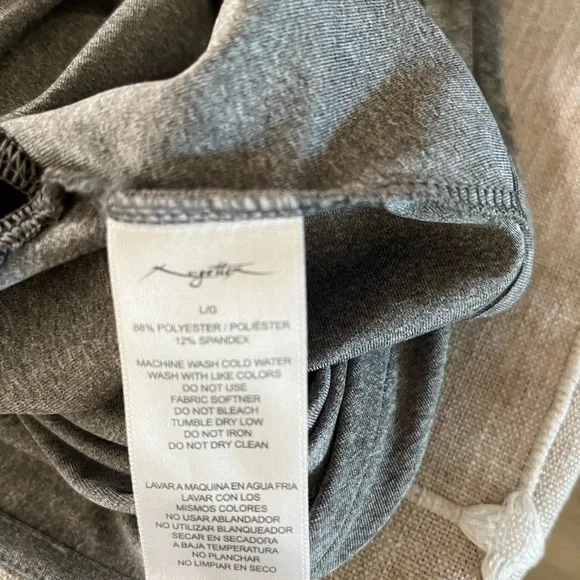 L/G
88% POLYESTER / POLIÉSTER
12% SPANDEX
MACHINE WASH COLD WATER
WASH WITH LIKE COLORS
DO NOT USE
FABRIC SOFTNER
DO NOT BLEACH
TUMBLE DRY LOW
DO NOT IRON
DO NOT DRY CLEAN
LAVAR A MAQUINA EN AGUA FRIA
LAVAR CON LOS
MISMOS COLORES
NO USAR ABLANDADOR
NO UTILIZAR BLANQUEADOR
SECAR EN SECADORA
A BAJA TEMPERATURA
NO PLANCHAR
NO LIMPIAR EN SECO